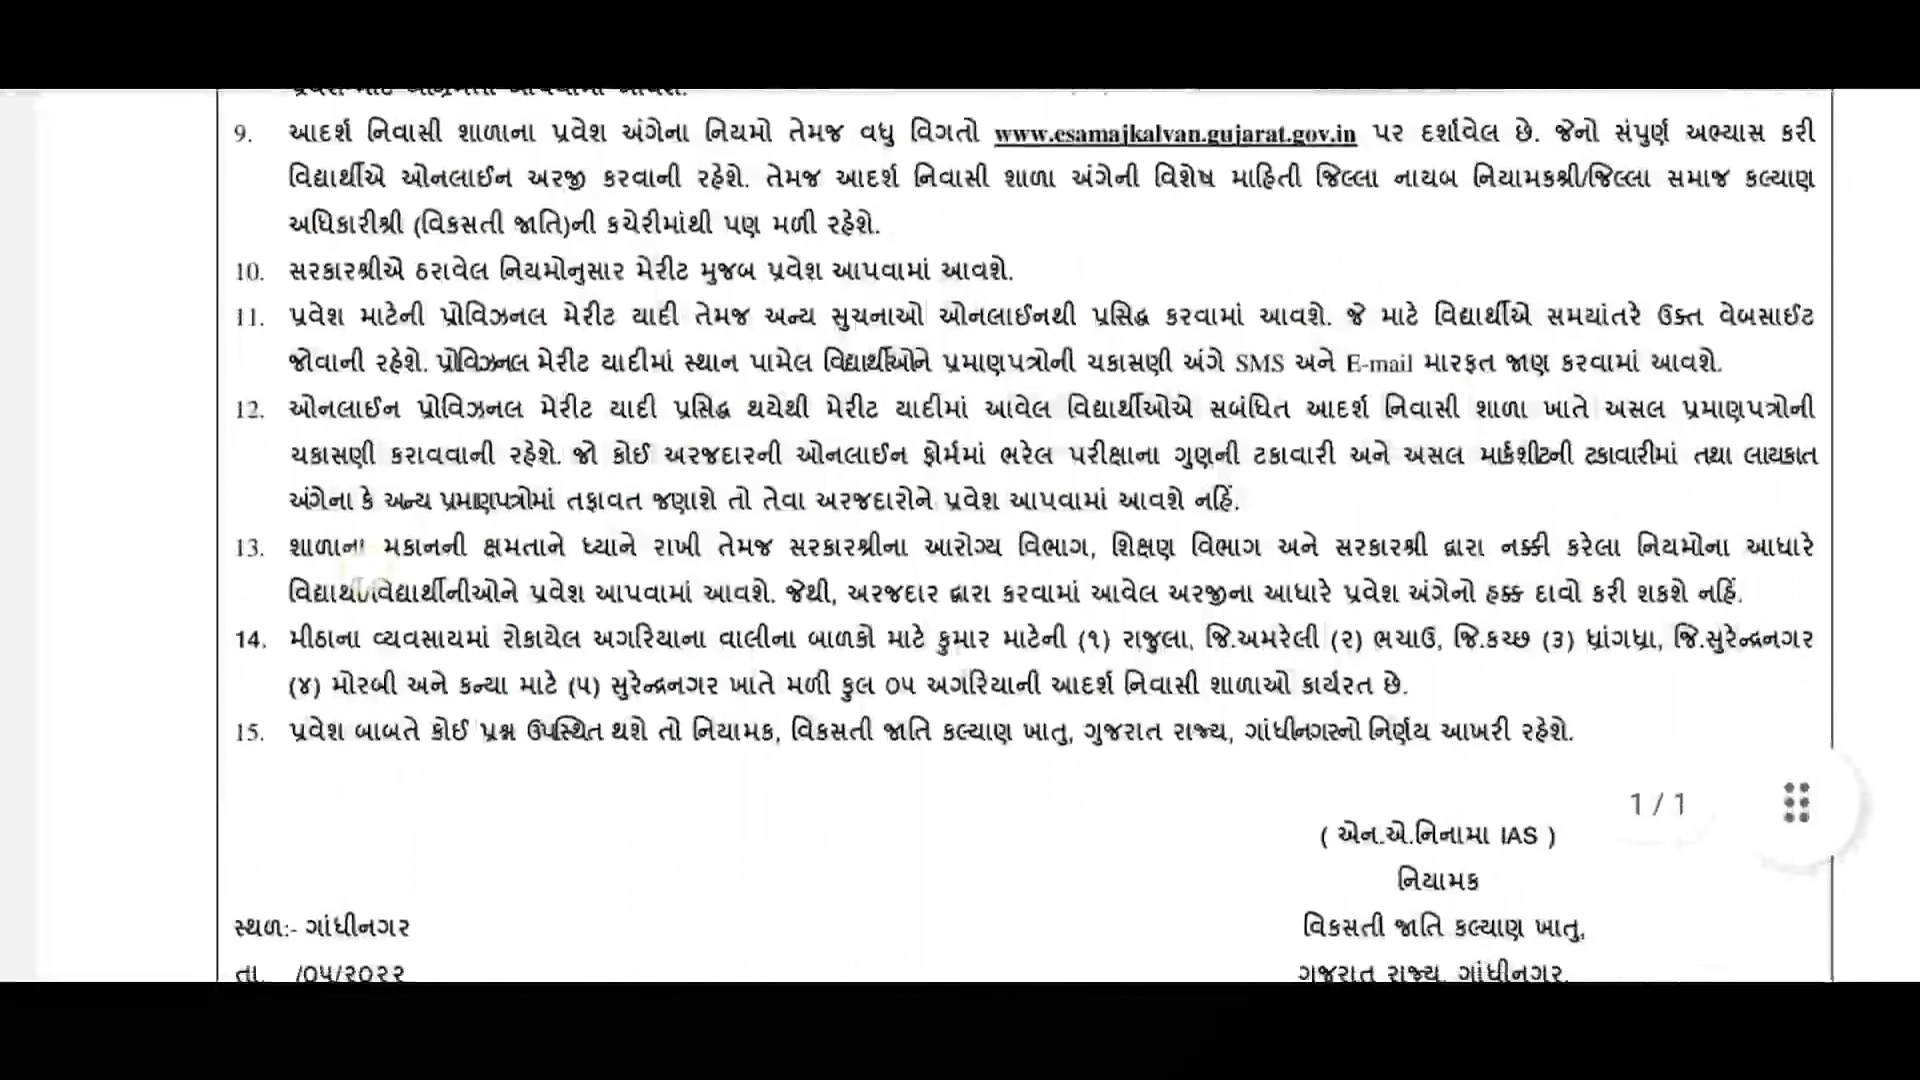 9. આદર્શ નિવાસી શાળાના પ્રવેશ અંગેના નિયમો તેમજ વધુ વિગતો www.esamajkalvan.gujarat.gov.in પર દર્શાવેલ છે. જેનો સંપુર્ણ અભ્યાસ કરી
વિદ્યાર્થીએ ઓનલાઈન અરજી કરવાની રહેશે. તેમજ આદર્શ નિવાસી શાળા અંગેની વિશેષ માહિતી જિલ્લા નાયબ નિયામકશ્રી/જિલ્લા સમાજ કલ્યાણ
અધિકારીશ્રી (વિકસતી જાતિ)ની કચેરીમાંથી પણ મળી રહેશે.
10. સરકારશ્રીએ ઠરાવેલ નિયમોનુસાર મેરીટ મુજબ પ્રવેશ આપવામાં આવશે.
11. પ્રવેશ માટેની પ્રોવિઝનલ મેરીટ યાદી તેમજ અન્ય સુચનાઓ ઓનલાઈનથી પ્રસિદ્ધ કરવામાં આવશે. જે માટે વિદ્યાર્થીએ સમયાંતરે ઉક્ત વેબસાઈટ
જોવાની રહેશે. પ્રોવિઝનલ મેરીટ યાદીમાં સ્થાન પામેલ વિદ્યાર્થીઓને પ્રમાણપત્રોની ચકાસણી અંગે SMS અને E-mail મારફત જાણ કરવામાં આવશે.
12. ઓનલાઈન પ્રોવિઝનલ મેરીટ યાદી પ્રસિદ્ધ થયેથી મેરીટ યાદીમાં આવેલ વિદ્યાર્થીઓએ સબંધિત આદર્શ નિવાસી શાળા ખાતે અસલ પ્રમાણપત્રોની
ચકાસણી કરાવવાની રહેશે. જો કોઈ અરજદારની ઓનલાઈન ફોર્મમાં ભરેલ પરીક્ષાના ગુણની ટકાવારી અને અસલ માર્કશીટની ટકાવારીમાં તથા લાયકાત
અંગેના કે અન્ય પ્રમાણપત્રોમાં તફાવત જણાશે તો તેવા અરજદારોને પ્રવેશ આપવામાં આવશે નહિં.
13. શાળાના મકાનની ક્ષમતાને ધ્યાને રાખી તેમજ સરકારશ્રીના આરોગ્ય વિભાગ, શિક્ષણ વિભાગ અને સરકારશ્રી દ્વારા નક્કી કરેલા નિયમોના આધારે
વિદ્યાર્થી/વિદ્યાર્થીનીઓને પ્રવેશ આપવામાં આવશે. જેથી, અરજદાર દ્વારા કરવામાં આવેલ અરજીના આધારે પ્રવેશ અંગેનો હક્ક દાવો કરી શકશે નહિં.
14. મીઠાના વ્યવસાયમાં રોકાયેલ અગરિયાના વાલીના બાળકો માટે કુમાર માટેની (૧) રાજુલા, જિ.અમરેલી (૨) ભચાઉ, જિ.કચ્છ (૩) ધ્રાંગધ્રા, જિ.સુરેન્દ્રનગર
(૪) મોરબી અને કન્યા માટે (૫) સુરેન્દ્રનગર ખાતે મળી કુલ ૦૫ અગરિયાની આદર્શ નિવાસી શાળાઓ કાર્યરત છે.
15. પ્રવેશ બાબતે કોઈ પ્રશ્ન ઉપસ્થિત થશે તો નિયામક, વિકસતી જાતિ કલ્યાણ ખાતુ, ગુજરાત રાજ્ય, ગાંધીનગરનો નિર્ણય આખરી રહેશે.
1 / 1
( એન.એ.નિનામા IAS )
નિયામક
સ્થળ:- ગાંધીનગર
વિકસતી જાતિ કલ્યાણ ખાતુ,
તા. /૦૫/૨૦૨૨
ગુજરાત રાજ્ય, ગાંધીનગર.